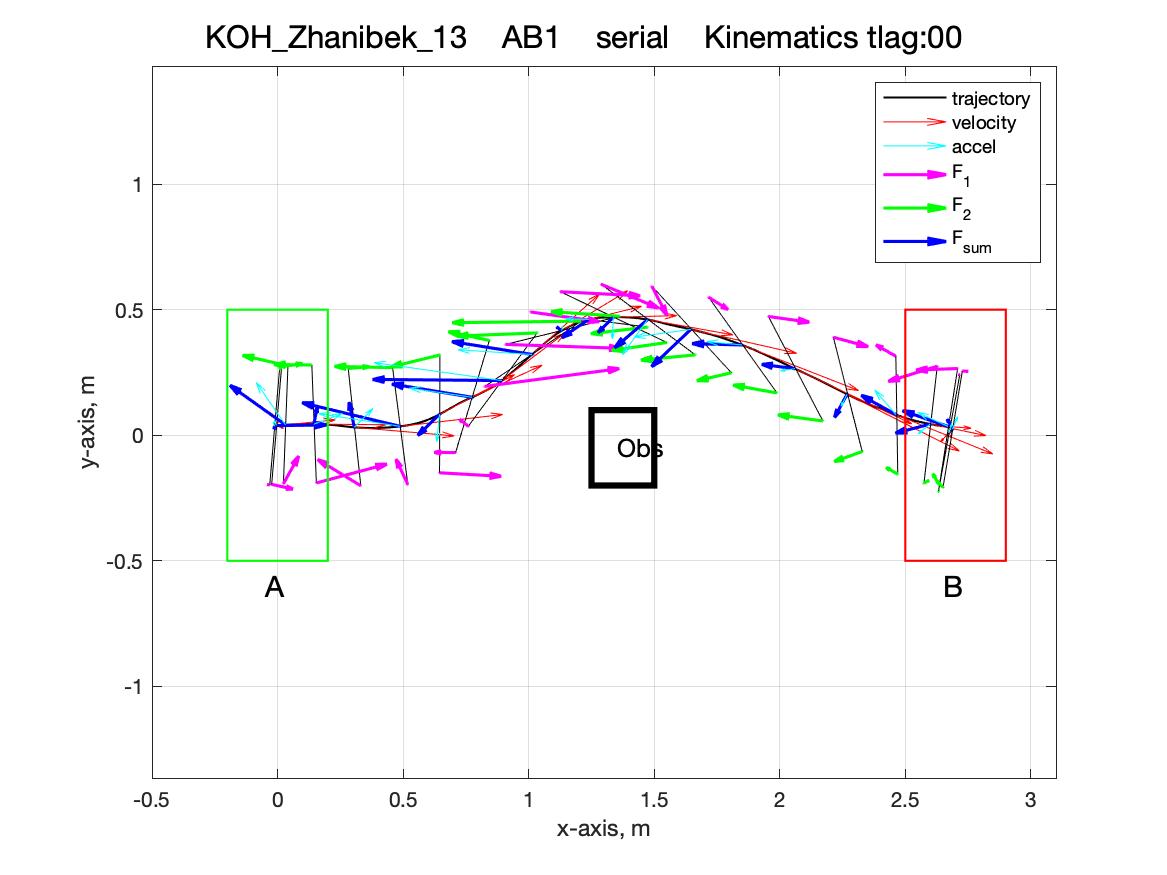 KOH_Zhanibek_13 AB1 serial Kinematics tlag:00
trajectory
velocity
accel
F1
F2
Fsum
1
0.5
0
-0.5
-1
y-axis, m
Obs
A
B
-0.5 0 0.5 1 1.5 2 2.5 3
x-axis, m